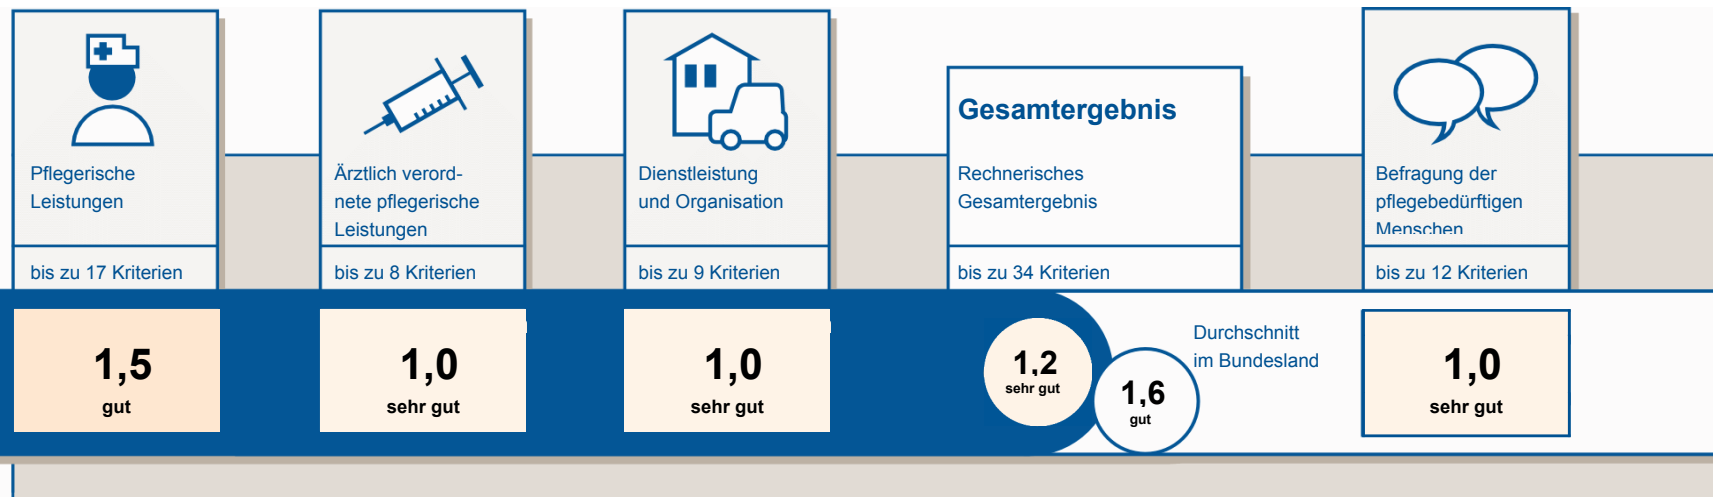 Pflegerische
Leistungen
bis zu 17 Kriterien
1,5
gut
Ärztlich verord-
nete pflegerische
Leistungen
bis zu 8 Kriterien
1,0
sehr gut
Dienstleistung
und Organisation
bis zu 9 Kriterien
1,0
sehr gut
Gesamtergebnis
Rechnerisches
Gesamtergebnis
bis zu 34 Kriterien
1,2
sehr gut
1,6
gut
Durchschnitt
im Bundesland
Befragung der
pflegebedürftigen
Menschen
bis zu 12 Kriterien
1,0
sehr gut